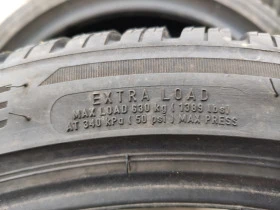 EXTRA LOAD
MAX LOAD 630 kg ( 1389 Lbs.
AT 340 kPa ( 50 psi ) MAX PRESS